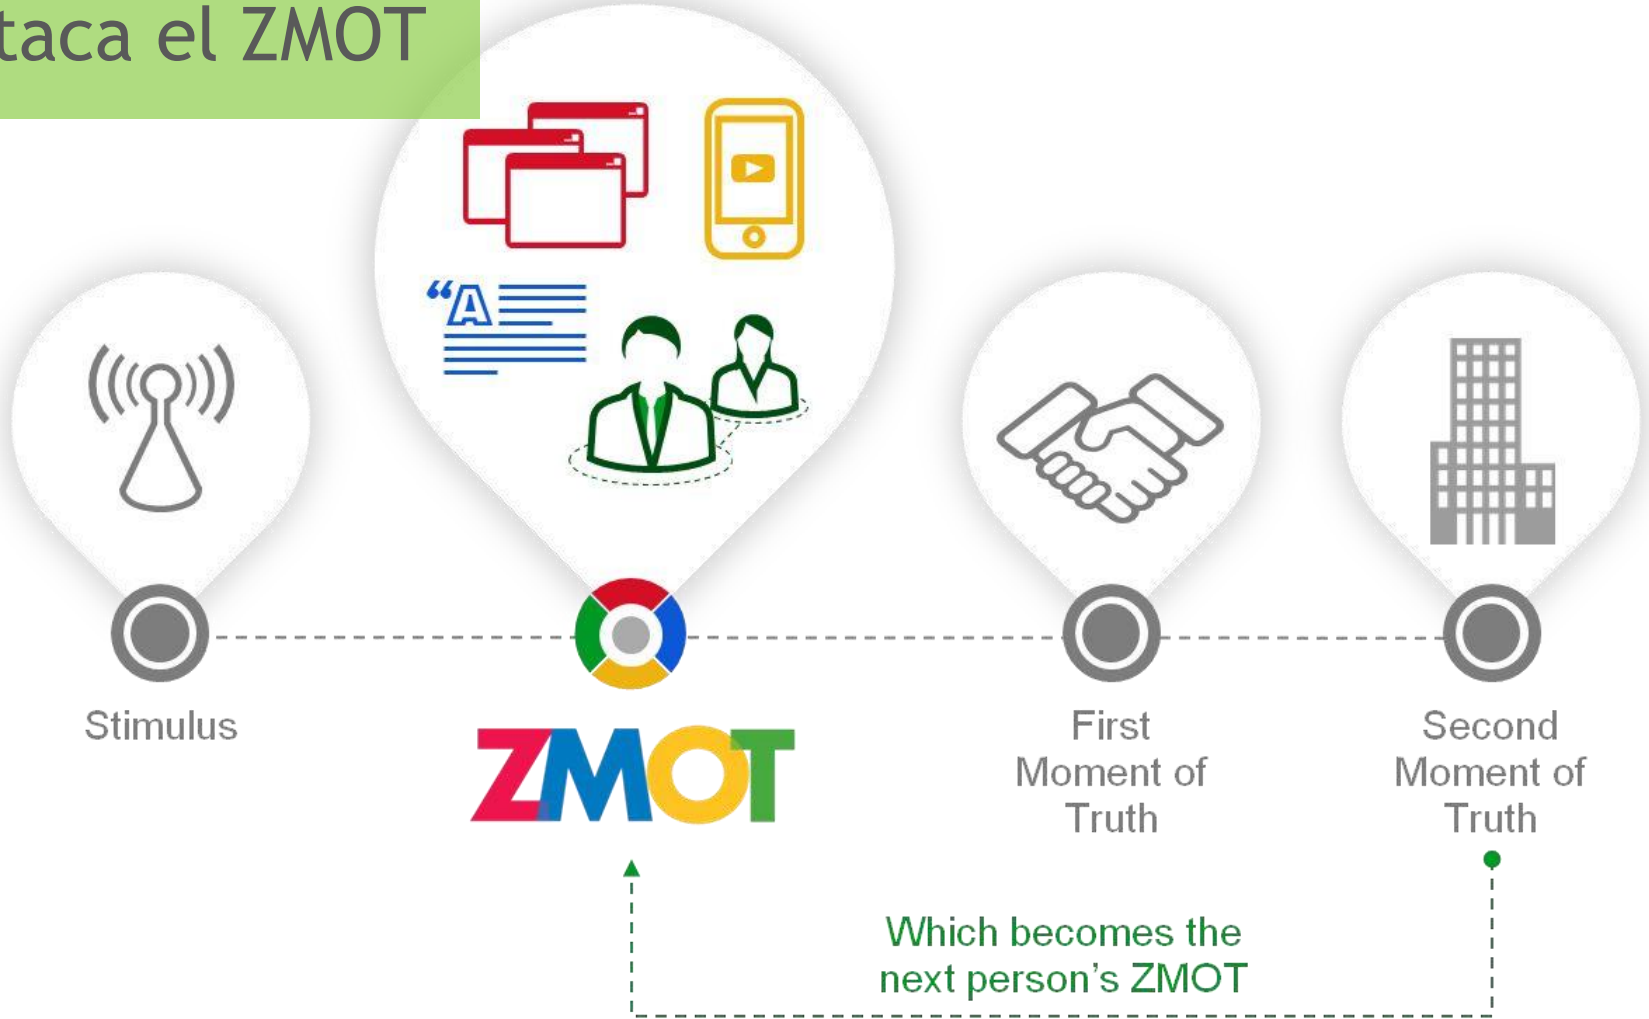 taca el ZMOT
“A
Stimulus
ZMOT
First
Moment of
Truth
Second
Moment of
Truth
Which becomes the
next person's ZMOT